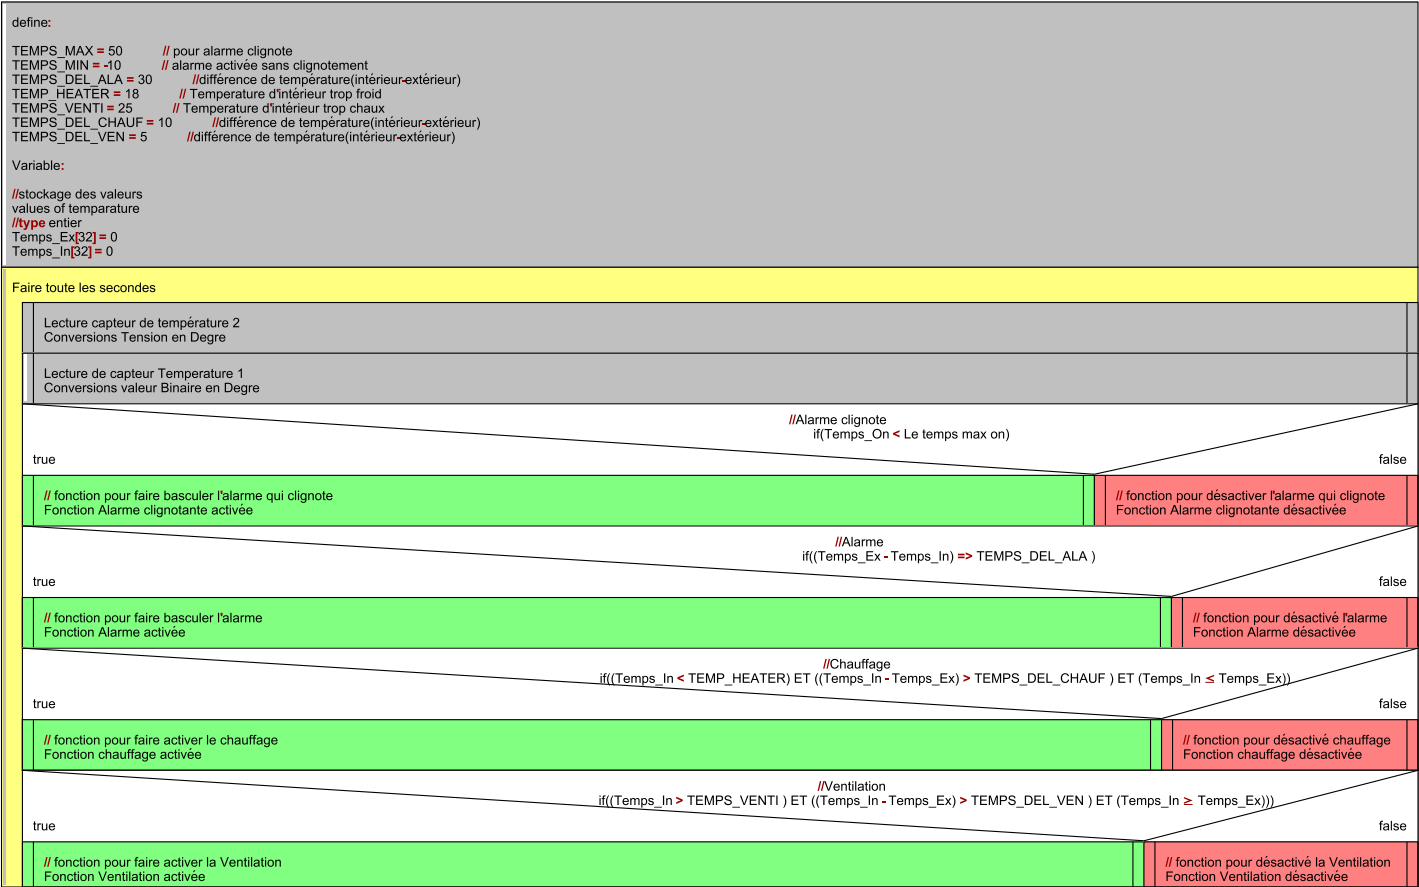 define:
TEMPS_MAX = 50 // pour alarme clignote
TEMPS_MIN = -10 // alarme activée sans clignotement
TEMPS_DEL_ALA = 30 //différence de température(intérieur-extérieur)
TEMP_HEATER = 18 // Temperature d'intérieur trop froid
TEMPS_VENTI = 25 // Temperature d'intérieur trop chaux
TEMPS_DEL_CHAUF = 10 //différence de température(intérieur-extérieur)
TEMPS_DEL_VEN = 5 //différence de température(intérieur-extérieur)
Variable:
//stockage des valeurs
values of temparature
//type entier
Temps_Ex[32] = 0
Temps_In[32] = 0
Faire toute les secondes
Lecture capteur de température 2
Conversions Tension en Degre
Lecture de capteur Temperature 1
Conversions valeur Binaire en Degre
//Alarme clignote
if(Temps_On < Le temps max on)
true
false
// fonction pour faire basculer l'alarme qui clignote
Fonction Alarme clignotante activée
// fonction pour désactiver l'alarme qui clignote
Fonction Alarme clignotante désactivée
//Alarme
if((Temps_Ex - Temps_In) => TEMPS_DEL_ALA )
true
false
// fonction pour faire basculer l'alarme
Fonction Alarme activée
// fonction pour désactivé l'alarme
Fonction Alarme désactivée
//Chauffage
if((Temps_In < TEMP_HEATER) ET ((Temps_In - Temps_Ex) > TEMPS_DEL_CHAUF ) ET (Temps_In ≤ Temps_Ex))
true
false
// fonction pour faire activer le chauffage
Fonction chauffage activée
// fonction pour désactivé chauffage
Fonction chauffage désactivée
//Ventilation
if((Temps_In > TEMPS_VENTI ) ET ((Temps_In - Temps_Ex) > TEMPS_DEL_VEN ) ET (Temps_In ≥ Temps_Ex)))
true
false
// fonction pour faire activer la Ventilation
Fonction Ventilation activée
// fonction pour désactivé la Ventilation
Fonction Ventilation désactivée